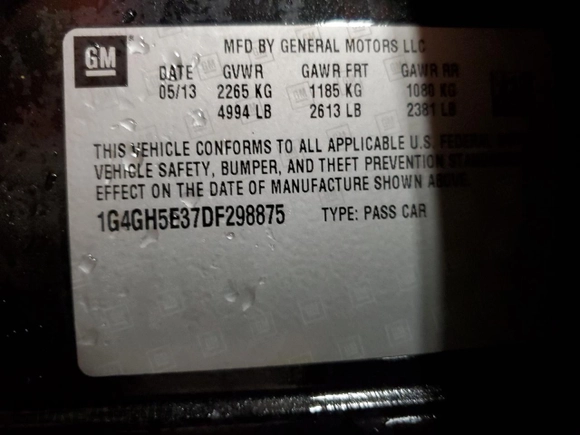 GM
MFD BY GENERAL MOTORS LLC
DATE GVWR GAWR FRT GAWR RR
05/13 2265 KG 1185 KG 1080 KG
4994 LB 2613 LB 2381 LB
THIS VEHICLE CONFORMS TO ALL APPLICABLE U.S. FEDERAL
VEHICLE SAFETY, BUMPER, AND THEFT PREVENTION
EFFECT ON THE DATE OF MANUFACTURE SHOWN ABOVE.
1G4GH5E37DF298875 TYPE: PASS CAR